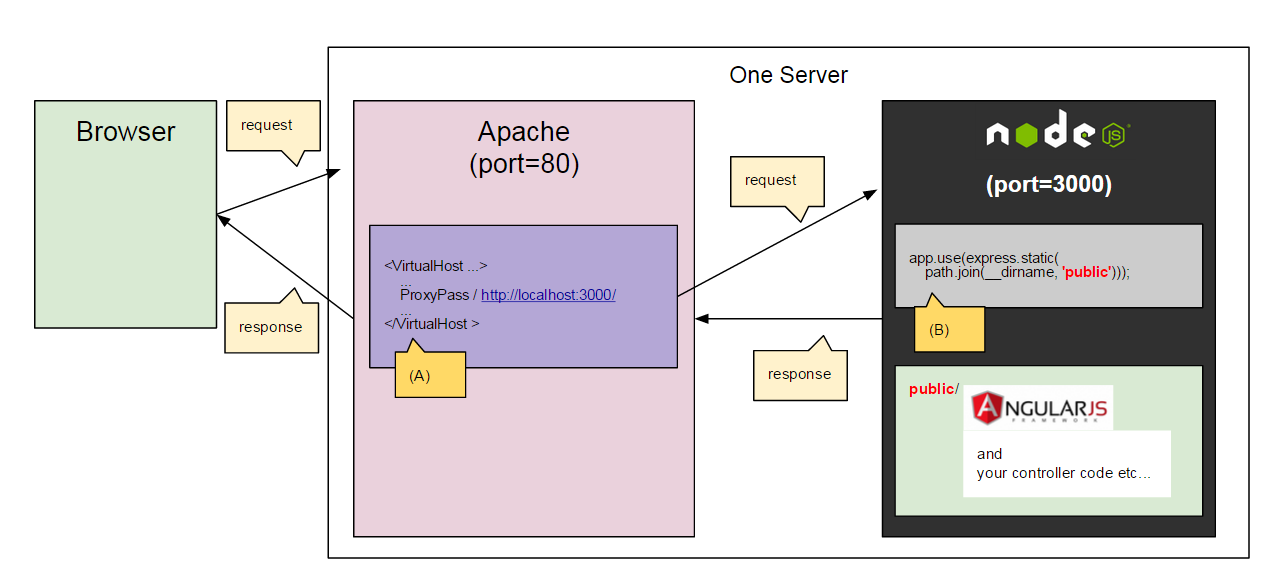 One Server
Browser
request
response
Apache
(port=80)
<VirtualHost ...>
...
ProxyPass / http://localhost:3000/
...
</VirtualHost >
(A)
request
response
node JS
(port=3000)
app.use(express.static(
path.join(__dirname, 'public')));
(B)
public/
ANGULARJS
FRAMEWORK
and
your controller code etc...